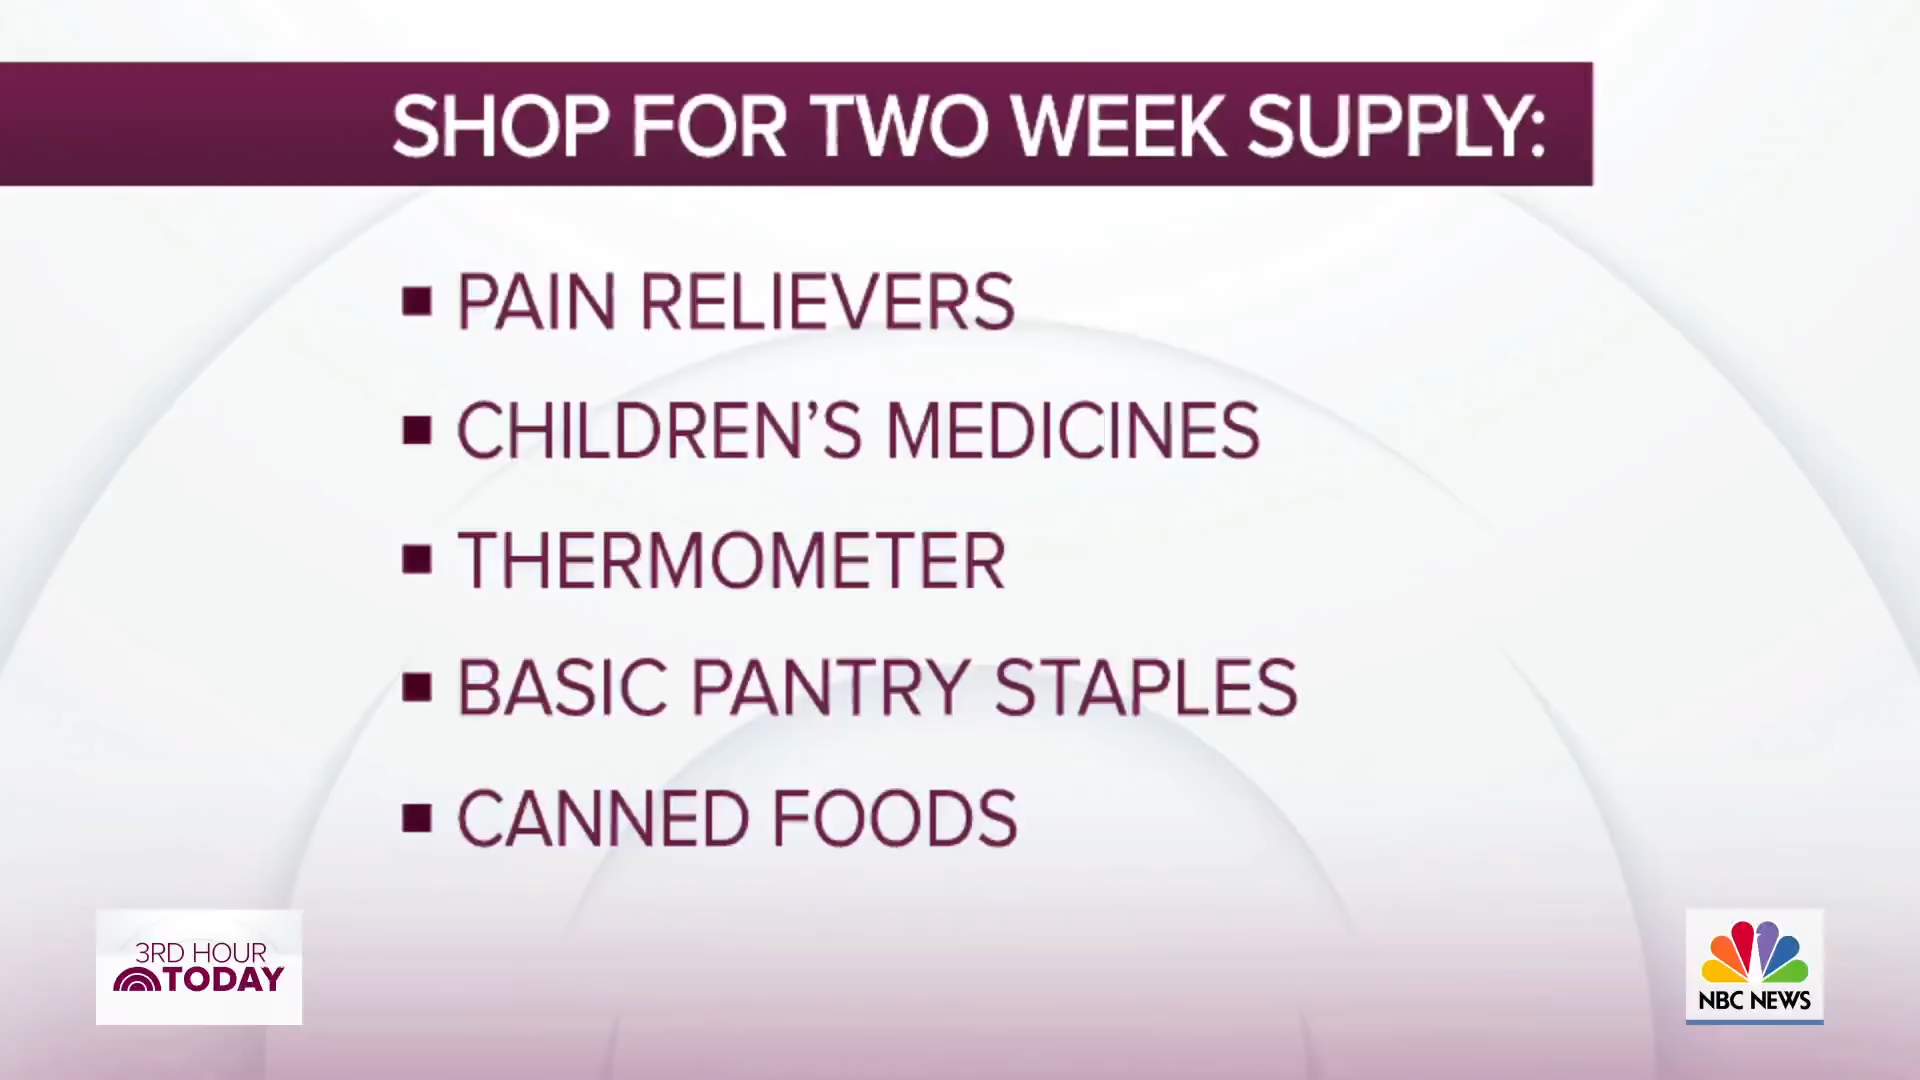 SHOP FOR TWO WEEK SUPPLY:
PAIN RELIEVERS
CHILDREN’S MEDICINES
THERMOMETER
BASIC PANTRY STAPLES
CANNED FOODS
3RD HOUR
TODAY
NBC NEWS